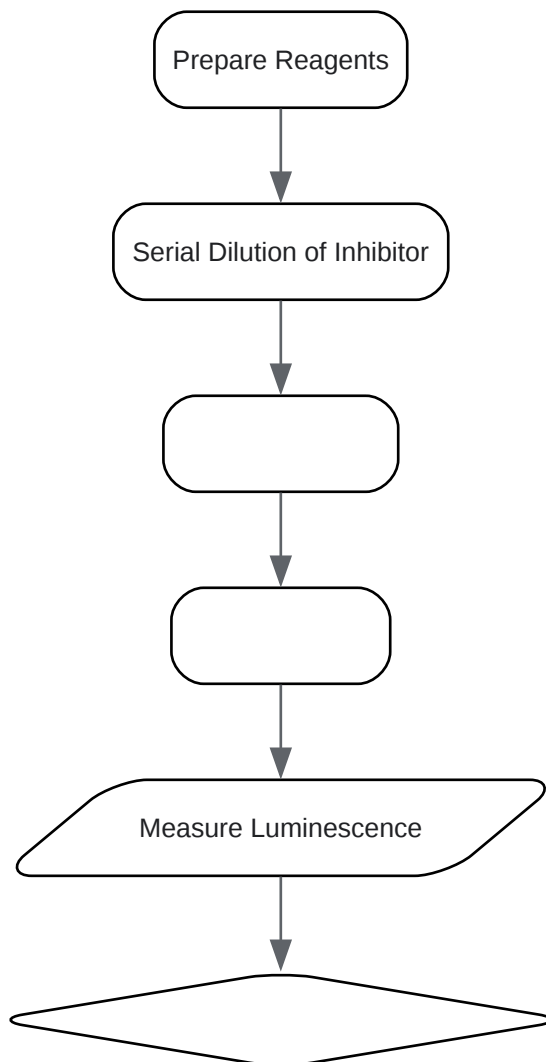 Prepare Reagents
Serial Dilution of Inhibitor
Measure Luminescence